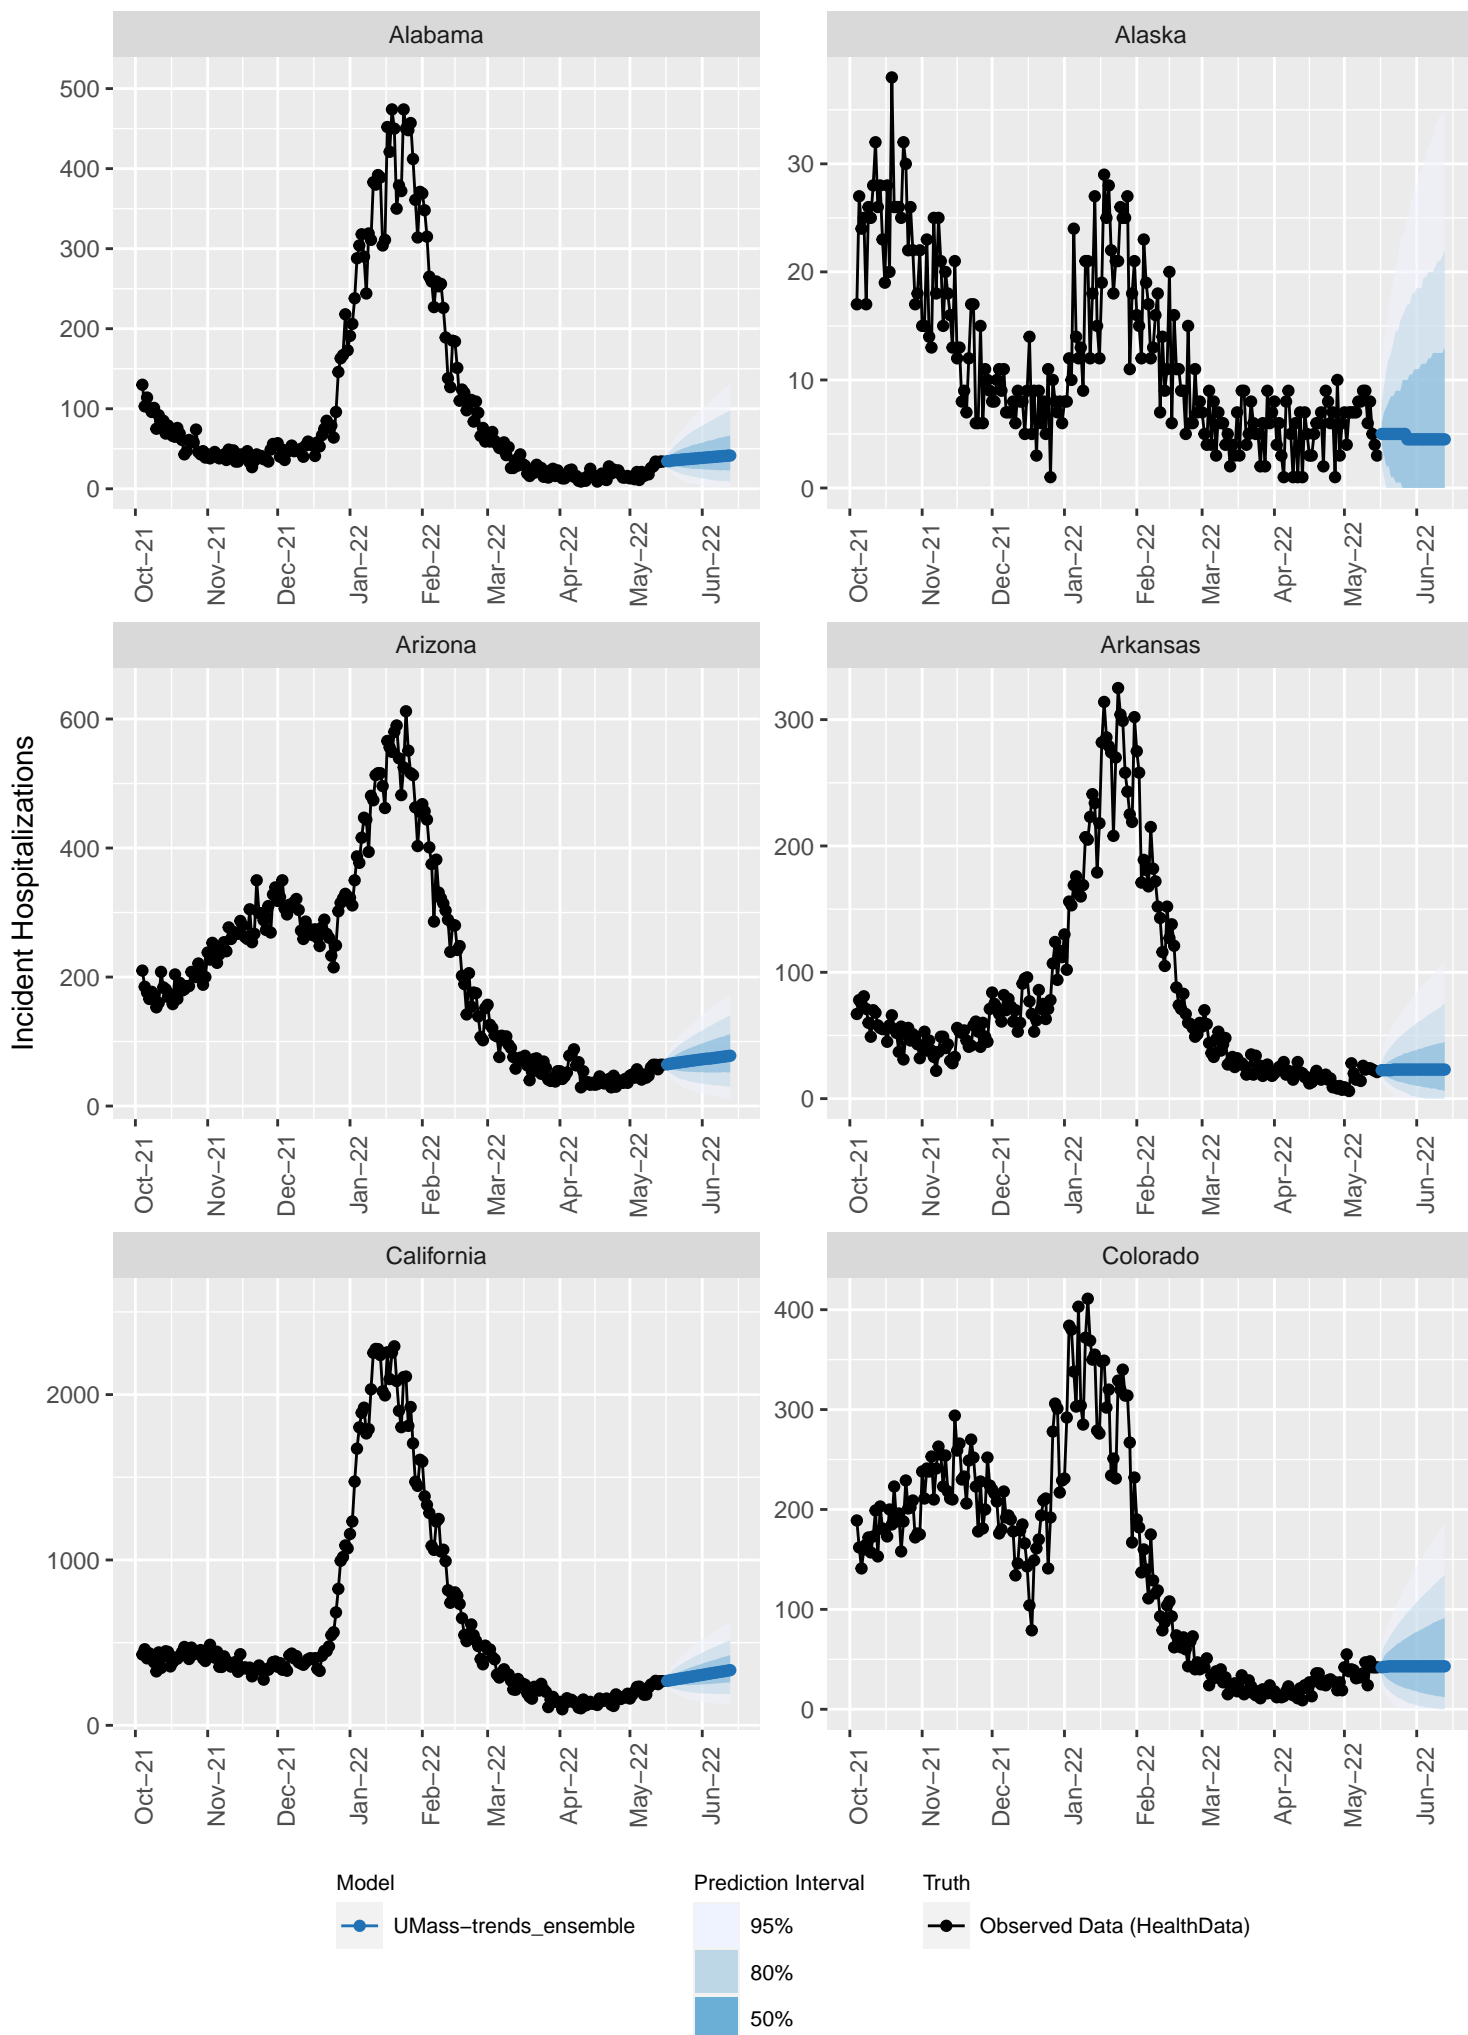 Alabama
Alaska
500
400
300
200
100
0
30
20
10
0
Oct−21
Nov−21
Dec−21
Jan−22
Feb−22
Mar−22
Apr−22
May−22
Jun−22
Oct−21
Nov−21
Dec−21
Jan−22
Feb−22
Mar−22
Apr−22
May−22
Jun−22
Incident Hospitalizations
Arizona
Arkansas
600
400
200
0
300
200
100
0
Oct−21
Nov−21
Dec−21
Jan−22
Feb−22
Mar−22
Apr−22
May−22
Jun−22
Oct−21
Nov−21
Dec−21
Jan−22
Feb−22
Mar−22
Apr−22
May−22
Jun−22
California
Colorado
2000
1000
0
400
300
200
100
0
Oct−21
Nov−21
Dec−21
Jan−22
Feb−22
Mar−22
Apr−22
May−22
Jun−22
Oct−21
Nov−21
Dec−21
Jan−22
Feb−22
Mar−22
Apr−22
May−22
Jun−22
Model
UMass−trends_ensemble
Prediction Interval
95%
80%
50%
Truth
Observed Data (HealthData)